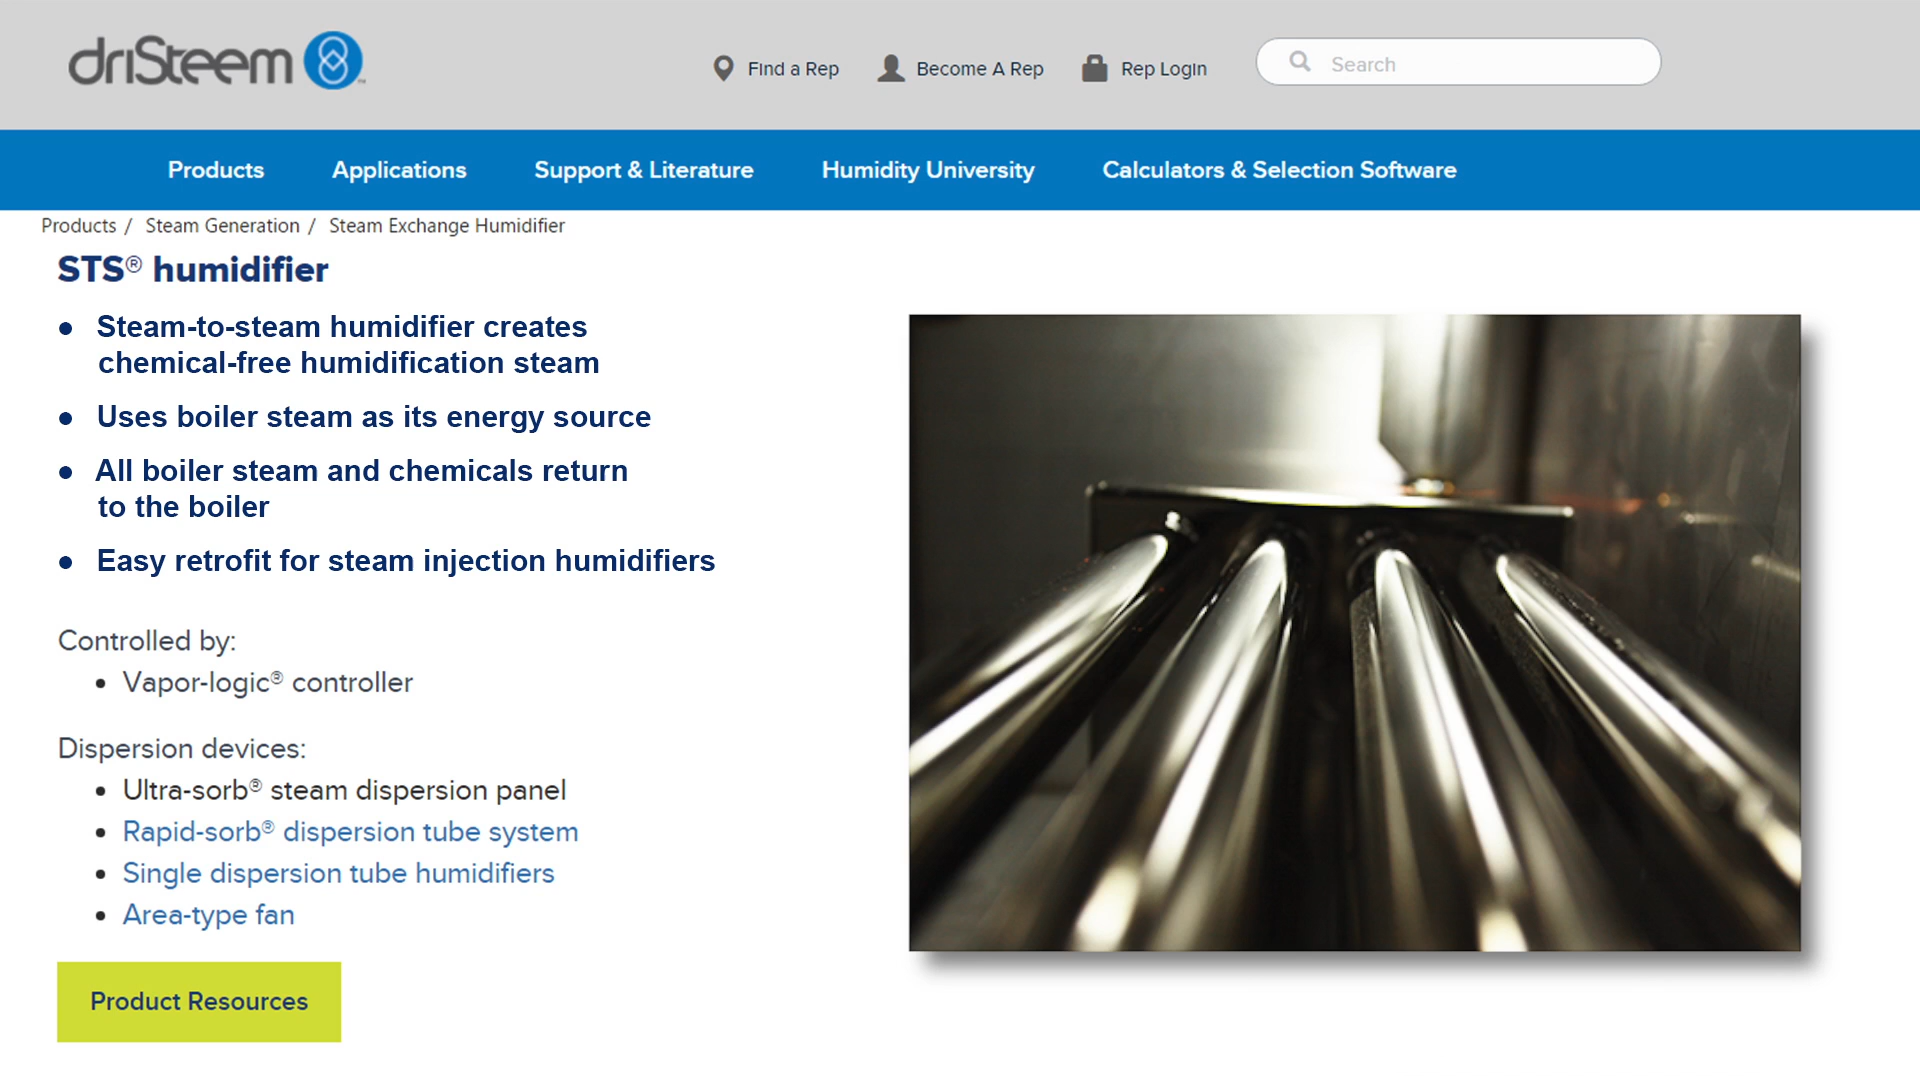 driSteem
Find a Rep
Become A Rep
Rep Login
Search
Products
Applications
Support & Literature
Humidity University
Calculators & Selection Software
Products / Steam Generation / Steam Exchange Humidifier
STS® humidifier
• Steam-to-steam humidifier creates
chemical-free humidification steam
• Uses boiler steam as its energy source
• All boiler steam and chemicals return
to the boiler
• Easy retrofit for steam injection humidifiers
Controlled by:
• Vapor-logic® controller
Dispersion devices:
• Ultra-sorb® steam dispersion panel
• Rapid-sorb® dispersion tube system
• Single dispersion tube humidifiers
• Area-type fan
Product Resources